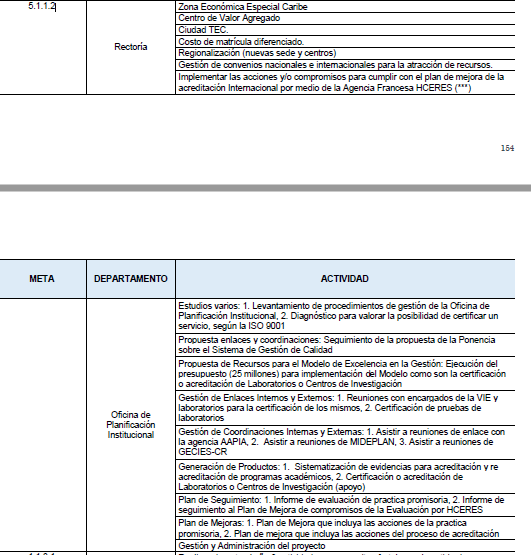 5.1.1.2
Rectoría
Zona Económica Especial Caribe
Centro de Valor Agregado
Ciudad TEC.
Costo de matrícula diferenciado.
Regionalización (nuevas sede y centros)
Gestión de convenios nacionales e internacionales para la atracción de recursos.
Implementar las acciones y/o compromisos para cumplir con el plan de mejora de la
acreditación Internacional por medio de la Agencia Francesa HCERES (***)
154
META DEPARTAMENTO ACTIVIDAD
Oficina de
Planificación
Institucional
Estudios varios: 1. Levantamiento de procedimientos de gestión de la Oficina de
Planificación Institucional, 2. Diagnóstico para valorar la posibilidad de certificar un
servicio, según la ISO 9001
Propuesta enlaces y coordinaciones: Seguimiento de la propuesta de la Ponencia
sobre el Sistema de Gestión de Calidad
Propuesta de Recursos para el Modelo de Excelencia en la Gestión: Ejecución del
presupuesto (25 millones) para implementación del Modelo como son la certificación
o acreditación de Laboratorios o Centros de Investigación
Gestión de Enlaces Internos y Externos: 1. Reuniones con encargados de la VIE y
laboratorios para la certificación de los mismos, 2. Certificación de pruebas de
laboratorios
Gestión de Coordinaciones Internas y Externas: 1. Asistir a reuniones de enlace con
la agencia AAPIA, 2. Asistir a reuniones de MIDEPLAN, 3. Asistir a reuniones de
GECIES-CR
Generación de Productos: 1. Sistematización de evidencias para acreditación y re
acreditación de programas académicos, 2. Certificación o acreditación de
Laboratorios o Centros de Investigación (apoyo)
Plan de Seguimiento: 1. Informe de evaluación de practica promisoria, 2. Informe de
seguimiento al Plan de Mejora de compromisos de la Evaluación por HCERES
Plan de Mejoras: 1. Plan de Mejora que incluya las acciones de la practica
promisoria, 2. Plan de mejora que incluya las acciones del proceso de acreditación
Gestión y Administración del proyecto